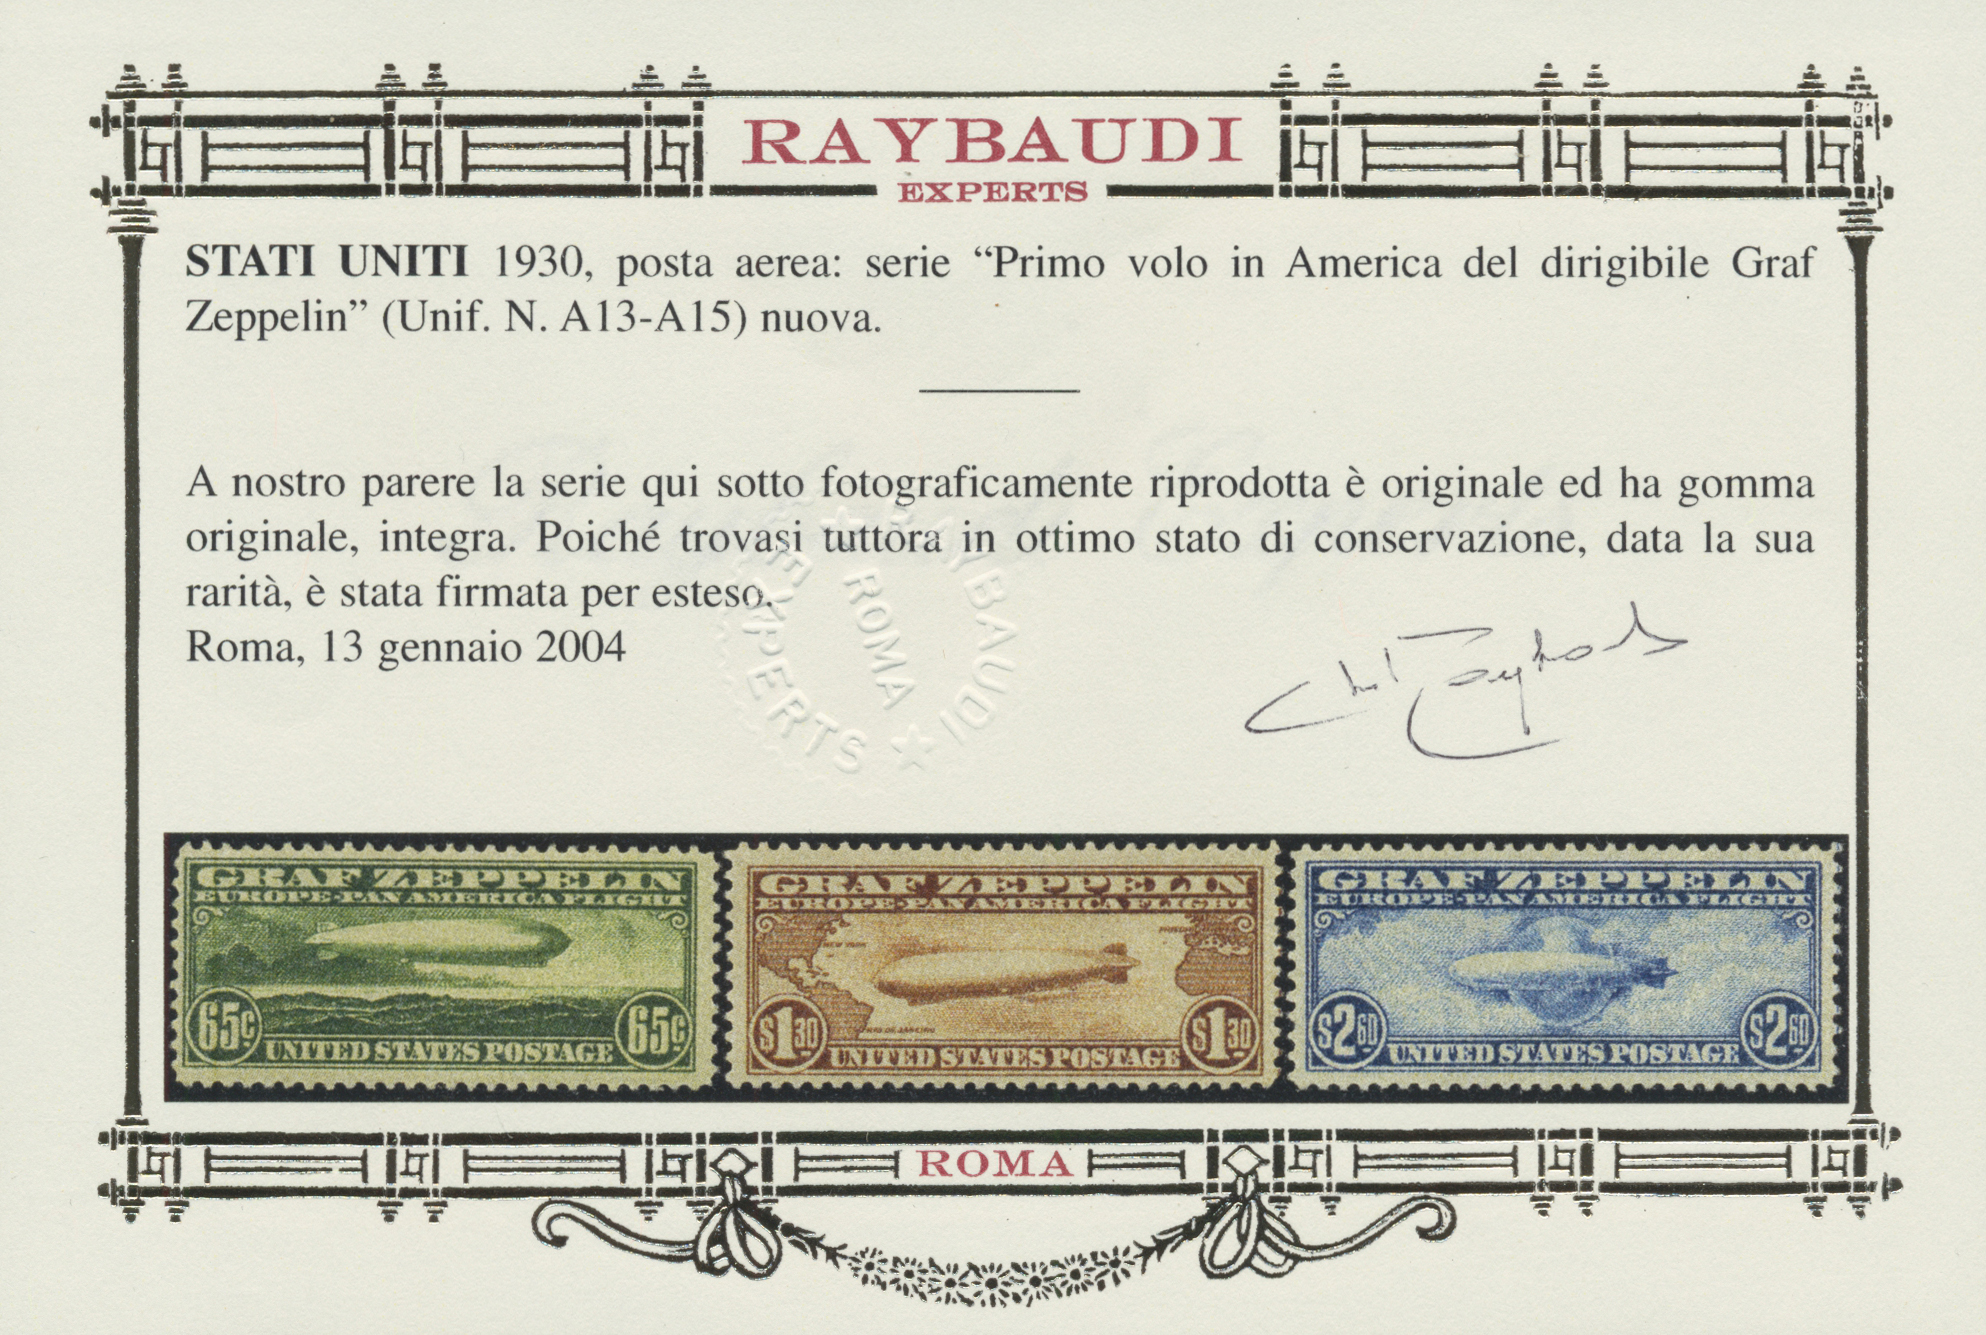 RAYBAUDI
EXPERTS
STATI UNITI 1930, posta aerea: serie “Primo volo in America del dirigibile Graf
Zeppelin” (Unif. N. A13-A15) nuova.
A nostro parere la serie qui sotto fotograficamente riprodotta è originale ed ha gomma
originale, integra. Poiché trovasi tuttora in ottimo stato di conservazione, data la sua
rarità, è stata firmata per esteso.
Roma, 13 gennaio 2004
RAYBAUDI
EXPERTS
ROMA
GRAF ZEPPELIN
EUROPE-PAN AMERICA FLIGHT
65c 65c
UNITED STATES POSTAGE
GRAF ZEPPELIN
EUROPE-PAN AMERICA FLIGHT
NEW YORK
RIO DE JANEIRO
$1.30 $1.30
UNITED STATES POSTAGE
GRAF ZEPPELIN
EUROPE-PAN AMERICA FLIGHT
$2.60 $2.60
UNITED STATES POSTAGE
ROMA